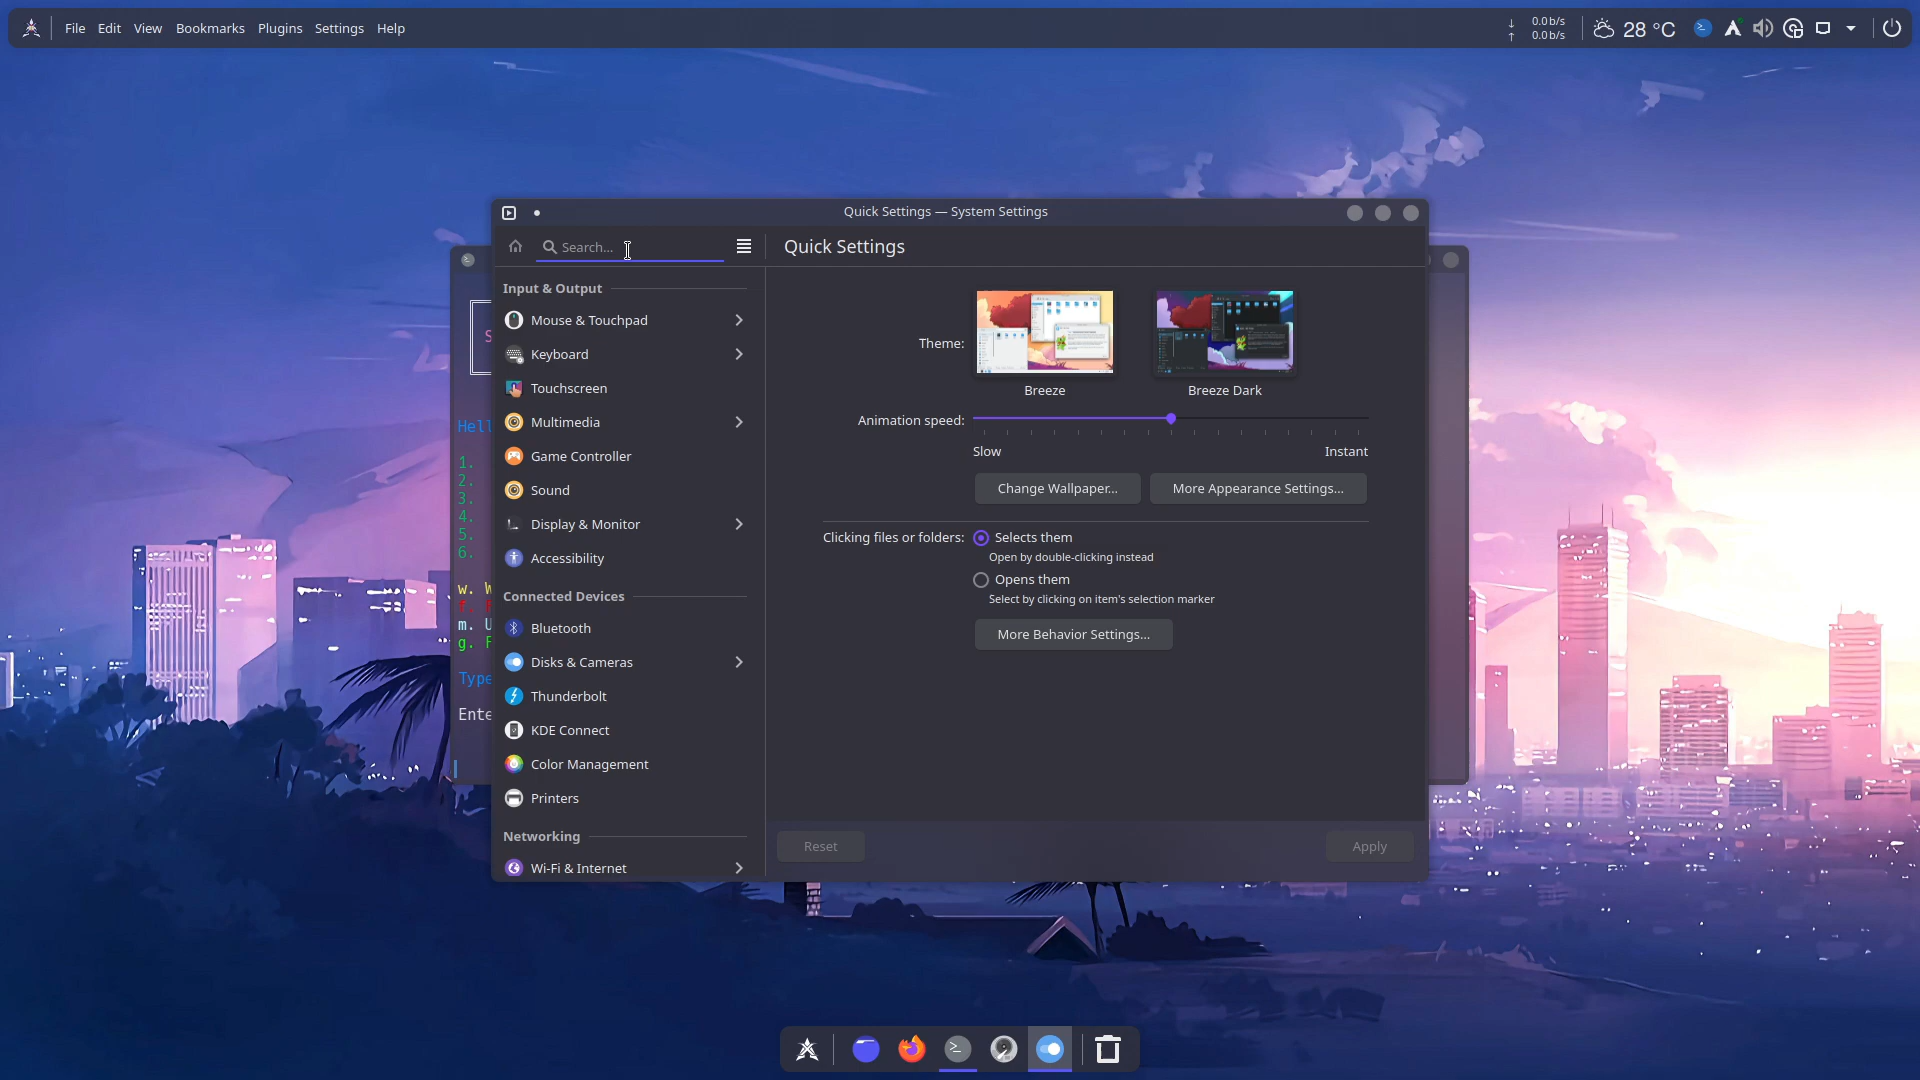 File Edit View Bookmarks Plugins Settings Help
0.0b/s
0.0b/s
28 °C
Quick Settings — System Settings
Search...
Quick Settings
Input & Output
Mouse & Touchpad
Keyboard
Touchscreen
Multimedia
Game Controller
Sound
Display & Monitor
Accessibility
Connected Devices
Bluetooth
Disks & Cameras
Thunderbolt
KDE Connect
Color Management
Printers
Networking
Wi-Fi & Internet
Theme:
Breeze
Breeze Dark
Animation speed:
Slow
Instant
Change Wallpaper...
More Appearance Settings...
Clicking files or folders:
Selects them
Open by double-clicking instead
Opens them
Select by clicking on item's selection marker
More Behavior Settings...
Reset
Apply
S
Hell
1.
2.
3.
4.
5.
6.
w. W
f.
m. U
g. F
Type
Ente